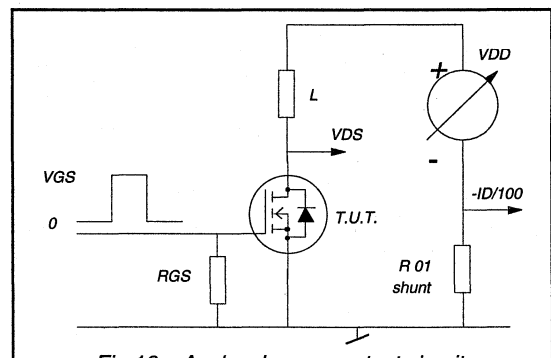 VDD
+
L
VDS
-
VGS
-ID/100
0
T.U.T.
RGS
R 01
shunt